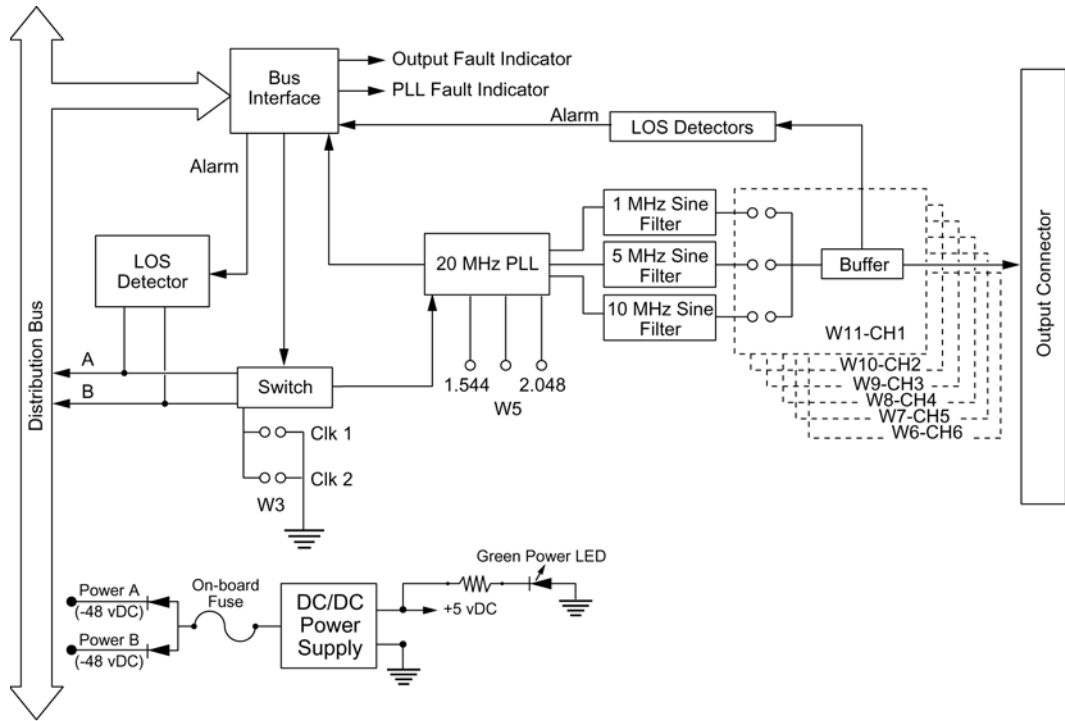 Output Fault Indicator
Bus
Interface
PLL Fault Indicator
Alarm
LOS Detectors
Alarm
1 MHz Sine
Filter
LOS
Detector
20 MHz PLL
5 MHz Sine
Filter
Buffer
10 MHz Sine
Filter
W11-CH1
A
B
Switch
1.544
2.048
W5
W10-CH2
W9-CH3
W8-CH4
W7-CH5
W6-CH6
Clk 1
Clk 2
W3
Distribution Bus
Output Connector
Green Power LED
Power A
(-48 vDC)
On-board
Fuse
DC/DC
Power
Supply
+5 vDC
Power B
(-48 vDC)